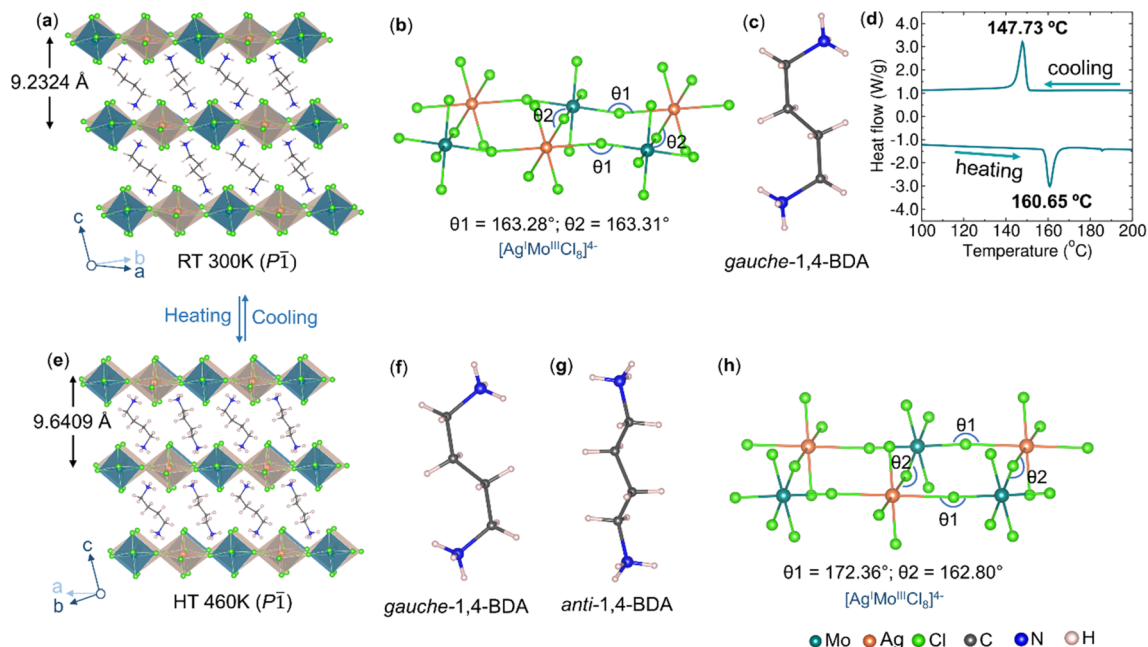 (a)
9.2324 Å
c
b
a
RT 300K (P1̅)
(b)
θ1
θ2
θ2
θ1
θ1 = 163.28°; θ2 = 163.31°
[AgᴵMoᴵᴵᴵCl₈]⁴⁻
(c)
gauche-1,4-BDA
(d)
147.73 ºC
cooling
heating
160.65 ºC
Heat flow (W/g)
4.0
3.0
2.0
1.0
0.0
-1.0
-2.0
-3.0
4.0
100 120 140 160 180 200
Temperature (°C)
Heating
Cooling
(e)
9.6409 Å
c
a
b
HT 460K (P1̅)
(f)
gauche-1,4-BDA
(g)
anti-1,4-BDA
(h)
θ1
θ2
θ2
θ1
θ1 = 172.36°; θ2 = 162.80°
[AgᴵMoᴵᴵᴵCl₈]⁴⁻
Mo Ag Cl C N H